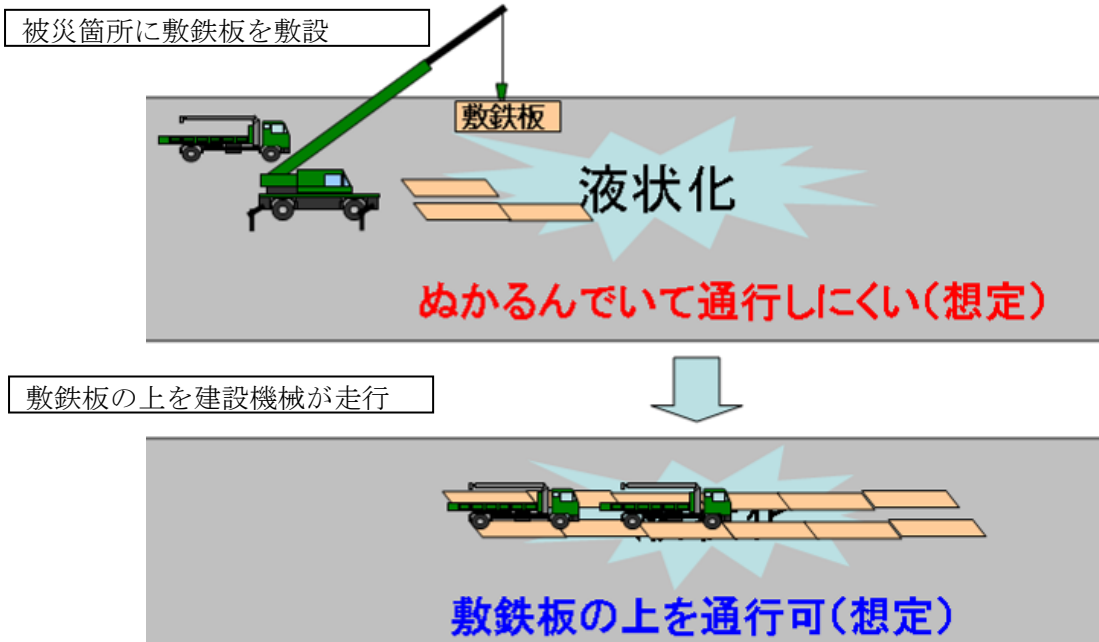 被災箇所に敷鉄板を敷設
敷鉄板
液状化
ぬかるんでいて通行しにくい(想定)
敷鉄板の上を建設機械が走行
敷鉄板の上を通行可(想定)